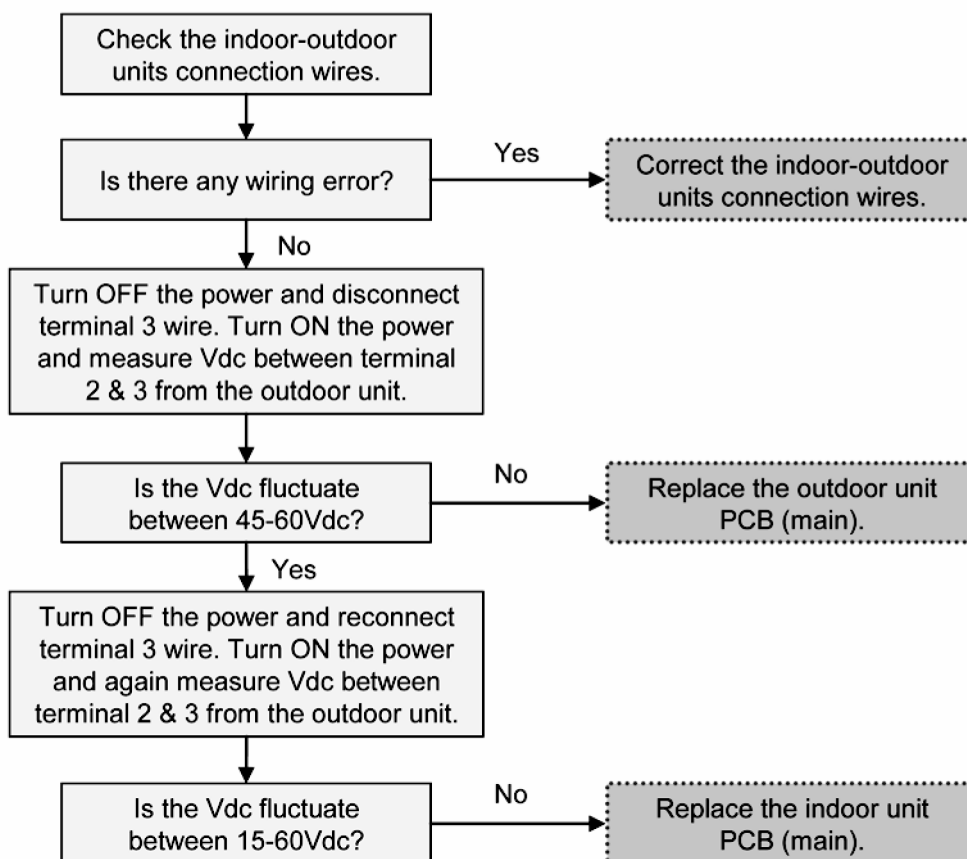 Check the indoor-outdoor
units connection wires.
Is there any wiring error?
Yes
Correct the indoor-outdoor
units connection wires.
No
Turn OFF the power and disconnect
terminal 3 wire. Turn ON the power
and measure Vdc between terminal
2 & 3 from the outdoor unit.
Is the Vdc fluctuate
between 45-60Vdc?
No
Replace the outdoor unit
PCB (main).
Yes
Turn OFF the power and reconnect
terminal 3 wire. Turn ON the power
and again measure Vdc between
terminal 2 & 3 from the outdoor unit.
Is the Vdc fluctuate
between 15-60Vdc?
No
Replace the indoor unit
PCB (main).